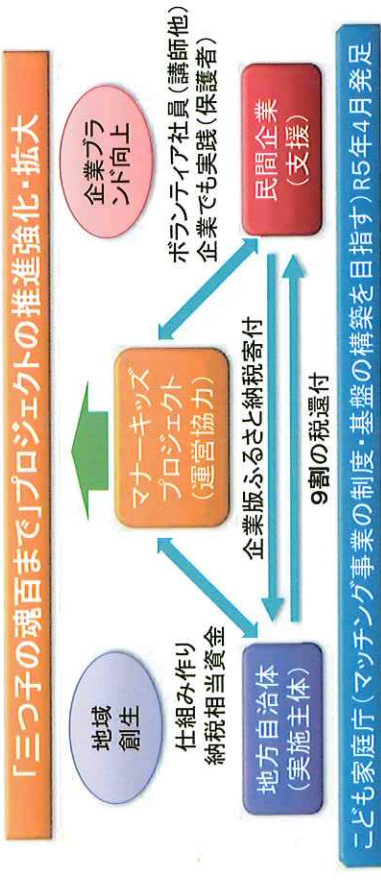 「三つ子の魂百まで」プロジェクトの推進強化・拡大
地域
創生
企業ブラ
ンド向上
マナーキッズ
プロジェクト
(運営協力)
仕組み作り
納税相当資金
ボランティア社員(講師他)
企業でも実践(保護者)
地方自治体
(実施主体)
企業版ふるさと納税寄付
9割の税還付
民間企業
(支援)
こども家庭庁(マッチング事業の制度・基盤の構築を目指す)R5年4月発足